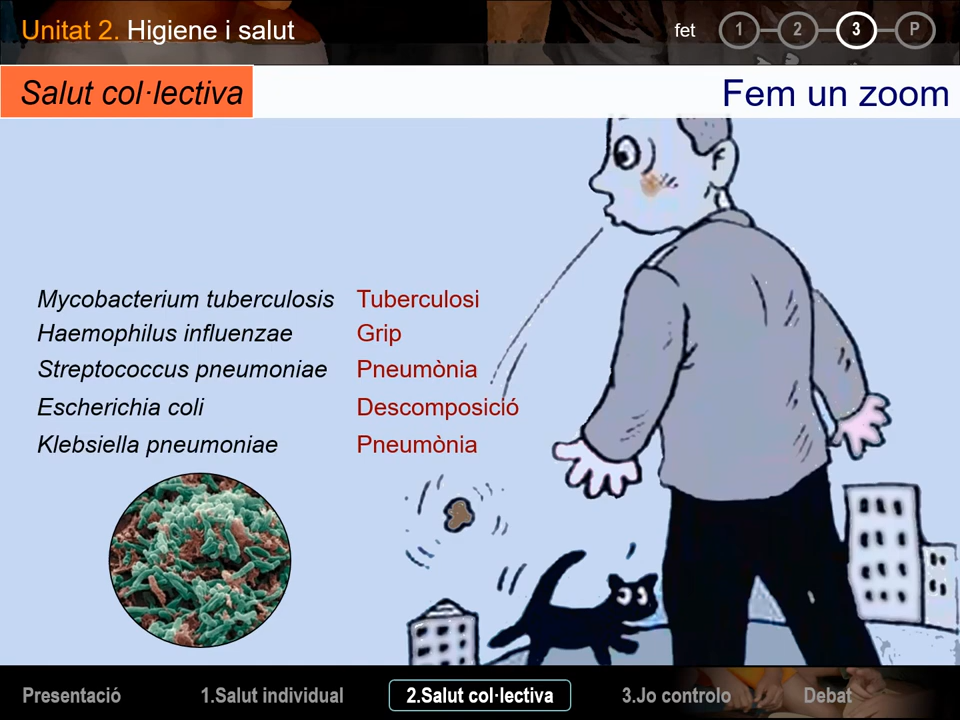 Unitat 2. Higiene i salut
fet
1 2 3 P
Salut col·lectiva
Fem un zoom
Mycobacterium tuberculosis Tuberculosi
Haemophilus influenzae Grip
Streptococcus pneumoniae Pneumònia
Escherichia coli Descomposició
Klebsiella pneumoniae Pneumònia
Presentació 1.Salut individual 2.Salut col·lectiva 3.Jo controlo Debat